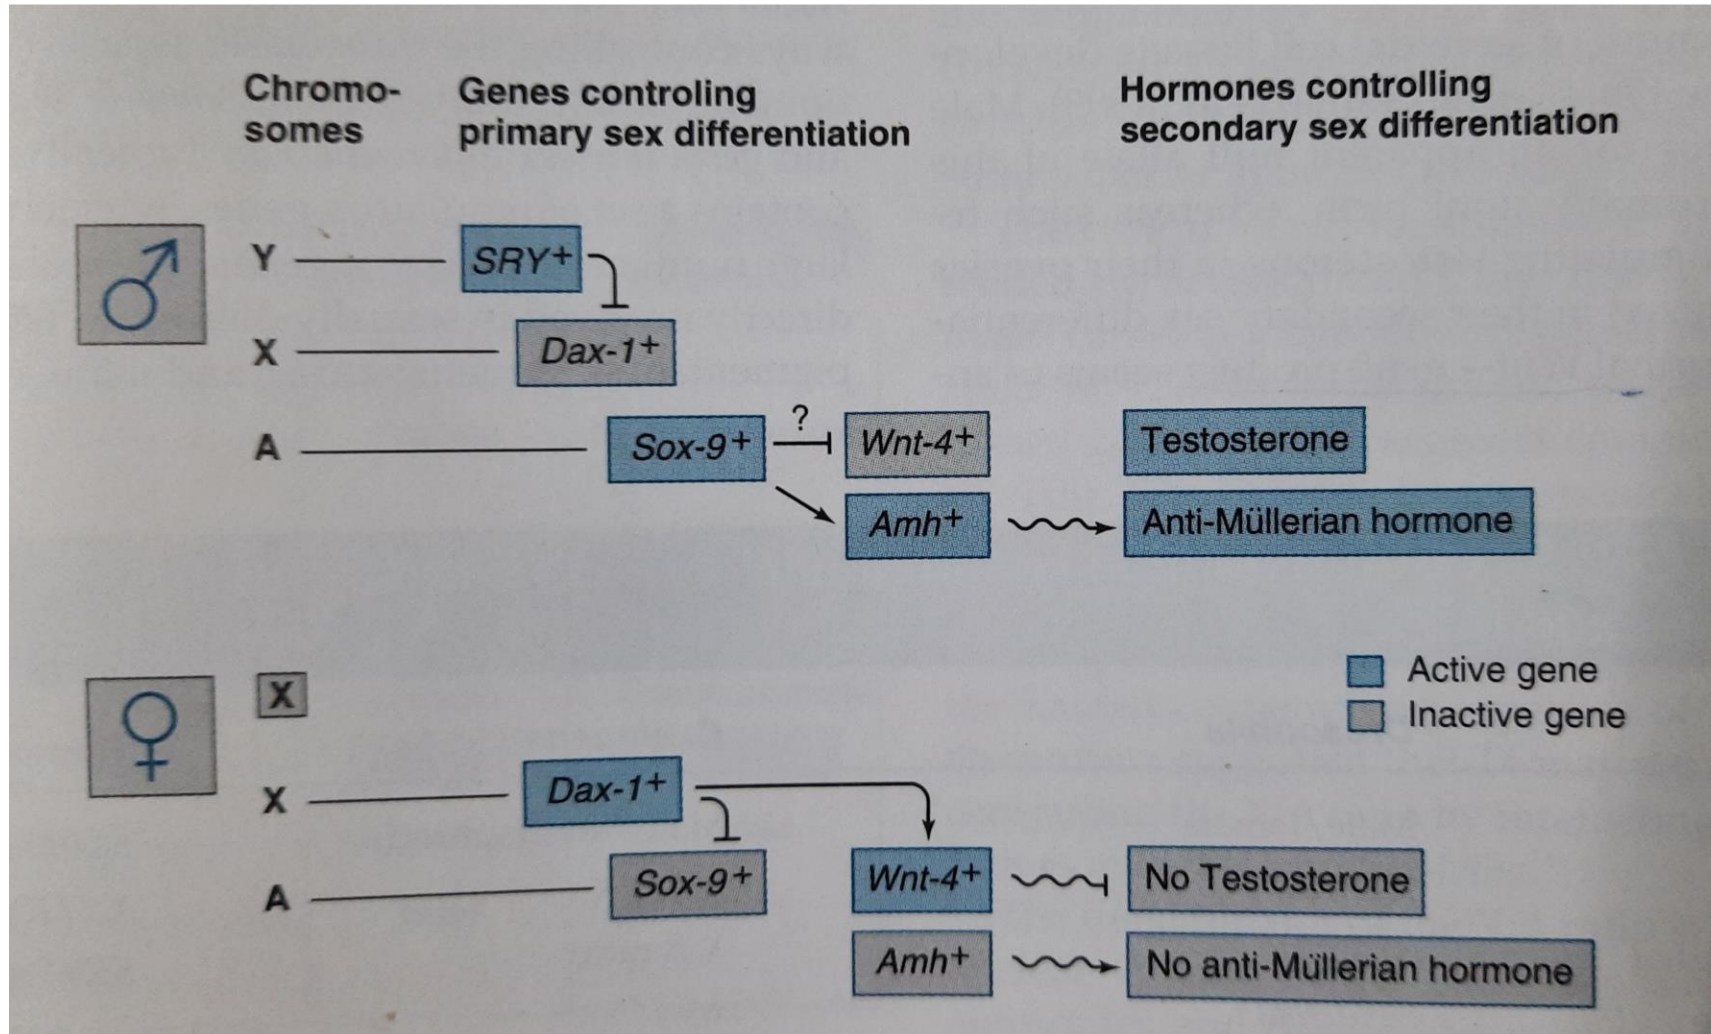 Chromo-
somes
Genes controling
primary sex differentiation
Hormones controlling
secondary sex differentiation
Y
SRY+
X
Dax-1+
A
Sox-9+
?
Wnt-4+
Testosterone
Amh+
Anti-Müllerian hormone
X
Active gene
Inactive gene
X
Dax-1+
A
Sox-9+
Wnt-4+
No Testosterone
Amh+
No anti-Müllerian hormone